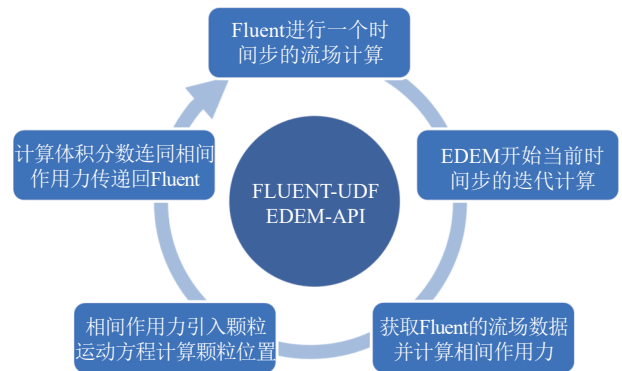 Fluent进行一个时
间步的流场计算
EDEM开始当前时
间步的迭代计算
获取Fluent的流场数据
并计算相间作用力
相间作用力引入颗粒
运动方程计算颗粒位置
计算体积分数连同相间
作用力传递回Fluent
FLUENT-UDF
EDEM-API